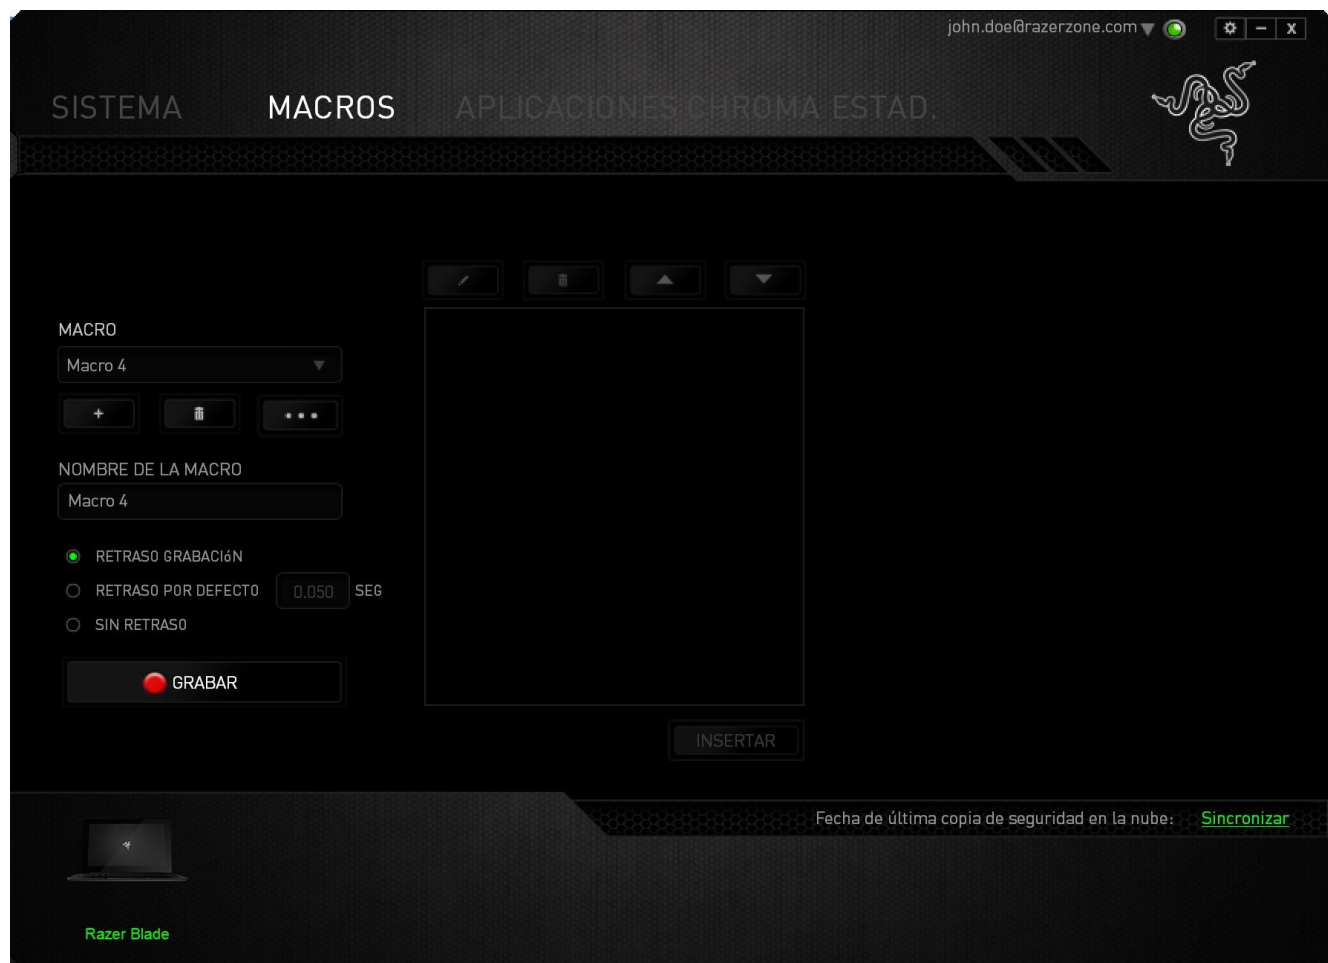 john.doe@razerzone.com
SISTEMA MACROS APLICACIONES CHROMA ESTAD.
MACRO
Macro 4
NOMBRE DE LA MACRO
Macro 4
RETRASO GRABACIóN
RETRASO POR DEFECTO 0.050 SEG
SIN RETRASO
GRABAR
INSERTAR
Fecha de última copia de seguridad en la nube: Sincronizar
Razer Blade